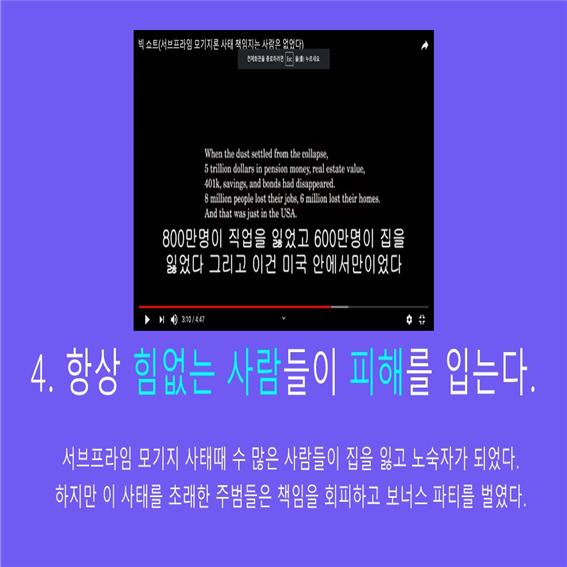 빅 쇼트(서브프라임 모기지론 사태 책임지는 사람은 없었다)
전체화면을 종료하려면 Esc 을(를) 누르세요
When the dust settled from the collapse,
5 trillion dollars in pension money, real estate value,
401k, savings, and bonds had disappeared.
8 million people lost their jobs, 6 million lost their homes.
And that was just in the USA.
800만명이 직업을 잃었고 600만명이 집을
잃었다 그리고 이건 미국 안에서만이었다
3:10 / 4:47
4. 항상 힘없는 사람들이 피해를 입는다.
서브프라임 모기지 사태때 수 많은 사람들이 집을 잃고 노숙자가 되었다.
하지만 이 사태를 초래한 주범들은 책임을 회피하고 보너스 파티를 벌였다.